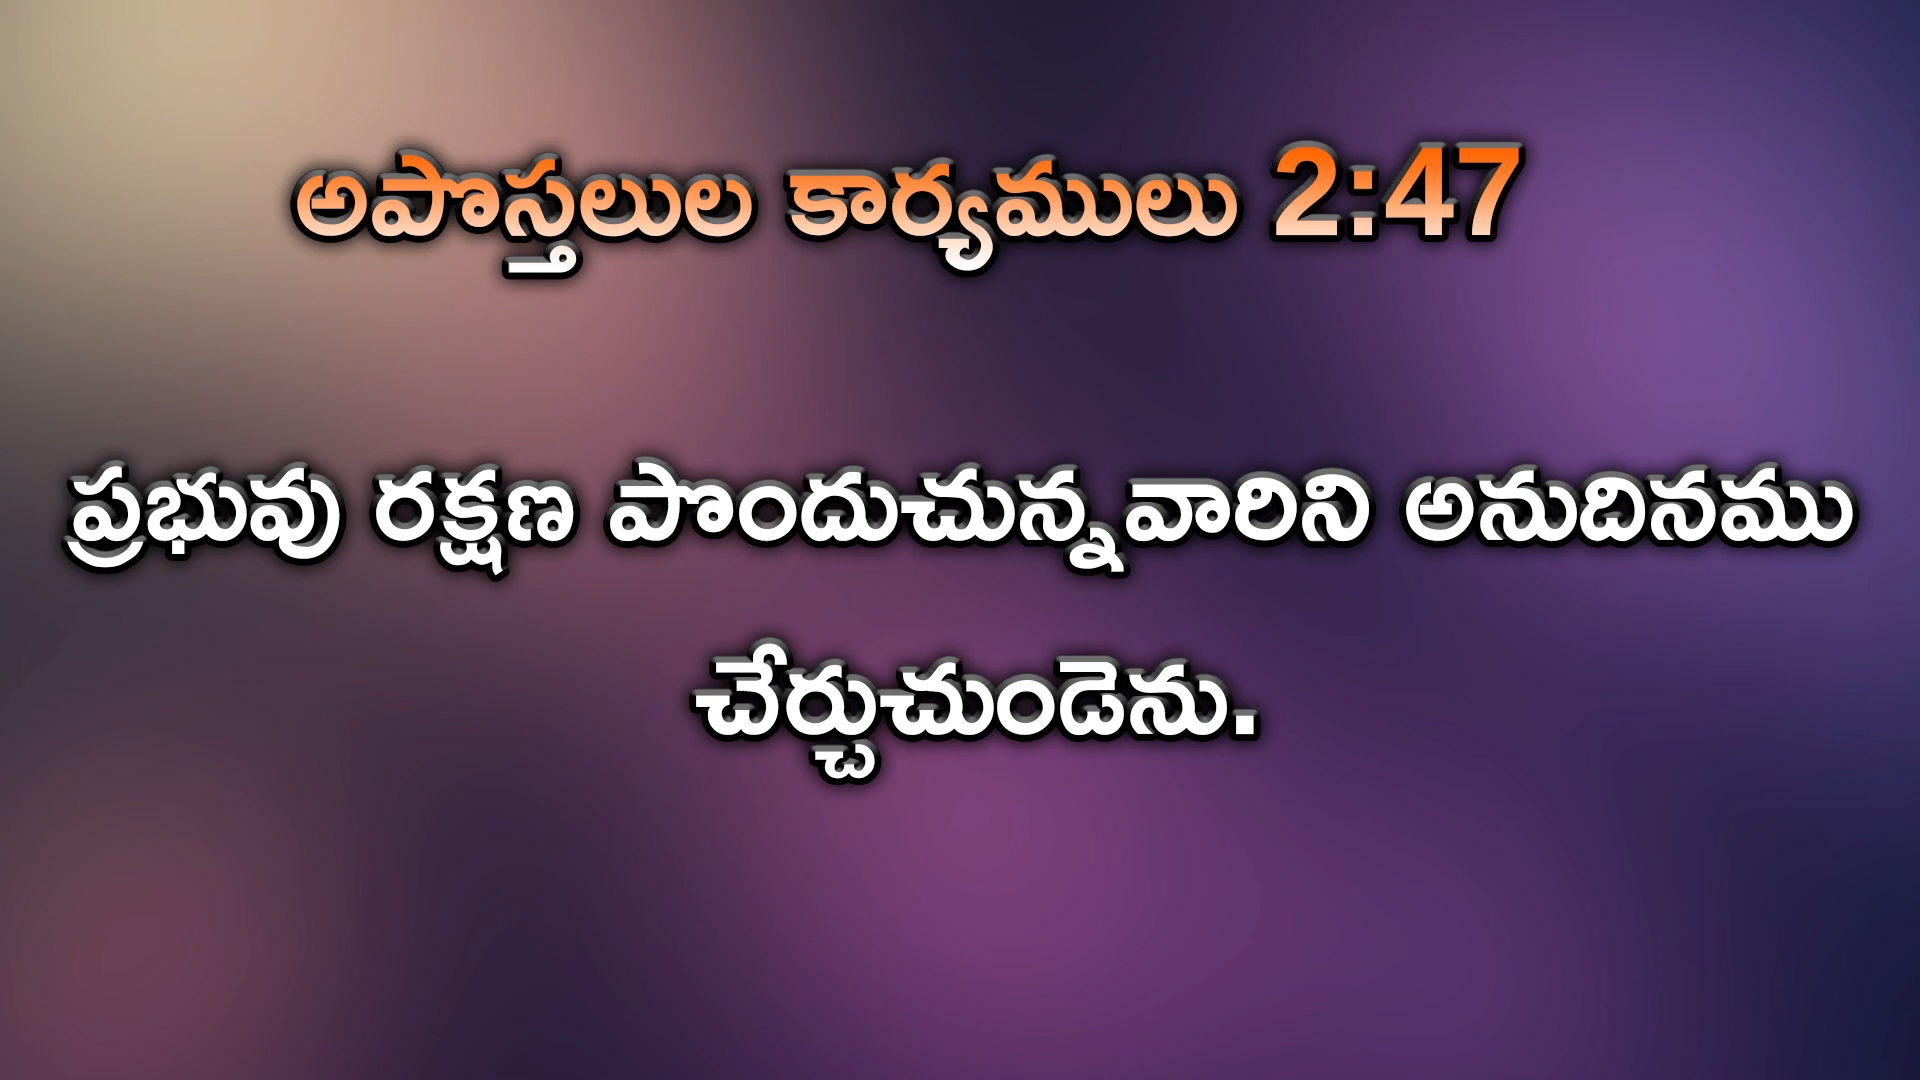 అపొస్తలుల కార్యములు 2:47
ప్రభువు రక్షణ పొందుచున్నవారిని అనుదినము
చేర్చుచుండెను.